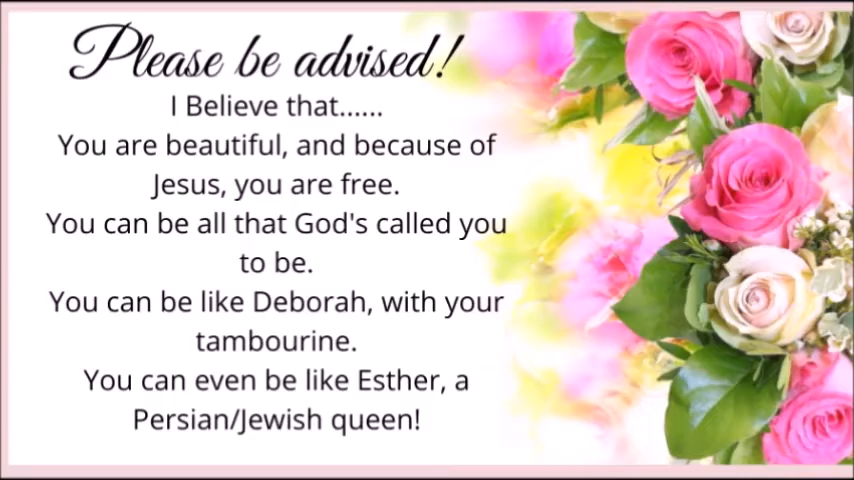 Please be advised!
I Believe that......
You are beautiful, and because of
Jesus, you are free.
You can be all that God's called you
to be.
You can be like Deborah, with your
tambourine.
You can even be like Esther, a
Persian/Jewish queen!